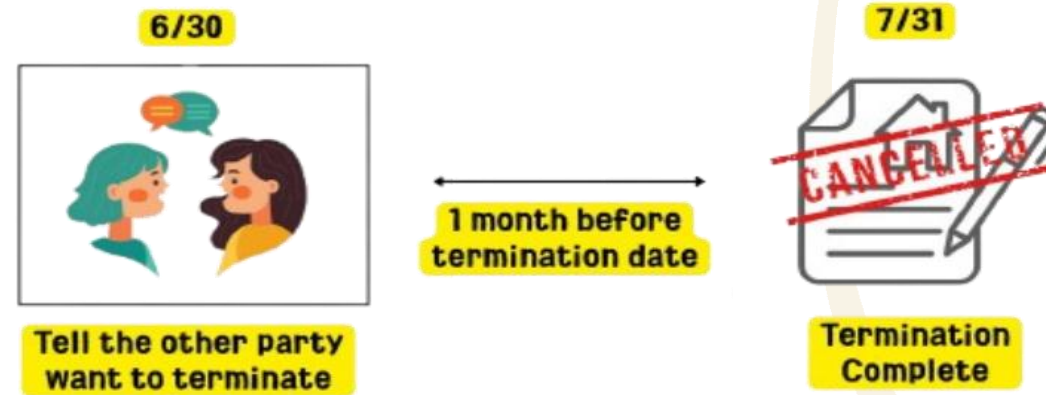 6/30
Tell the other party
want to terminate
1 month before
termination date
7/31
CANCELLED
Termination
Complete